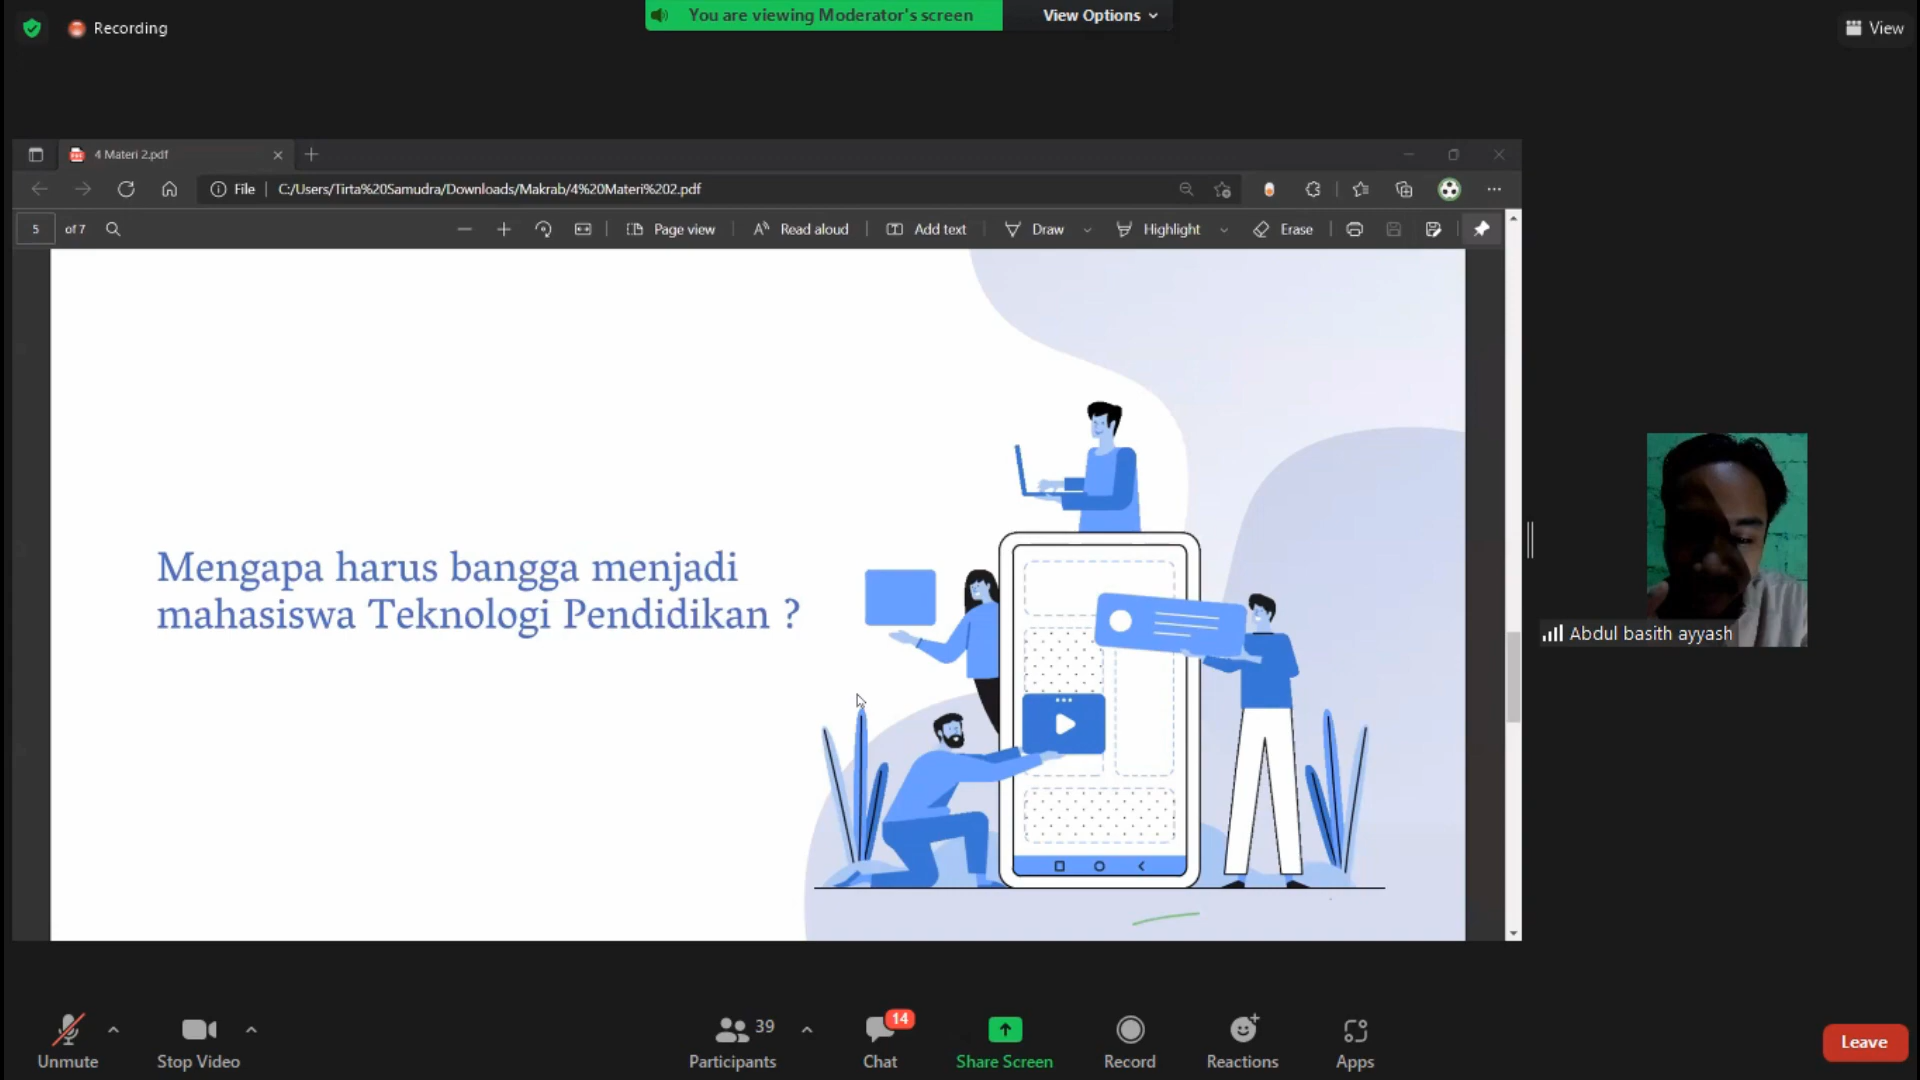 Recording
You are viewing Moderator's screen
View Options
View
4 Materi 2.pdf
File
C:/Users/Tirta%20Samudra/Downloads/Makrab/4%20Materi%202.pdf
5 of 7
Page view
Read aloud
Add text
Draw
Highlight
Erase
Mengapa harus bangga menjadi
mahasiswa Teknologi Pendidikan ?
Abdul basith ayyash
39
14
Unmute
Stop Video
Participants
Chat
Share Screen
Record
Reactions
Apps
Leave